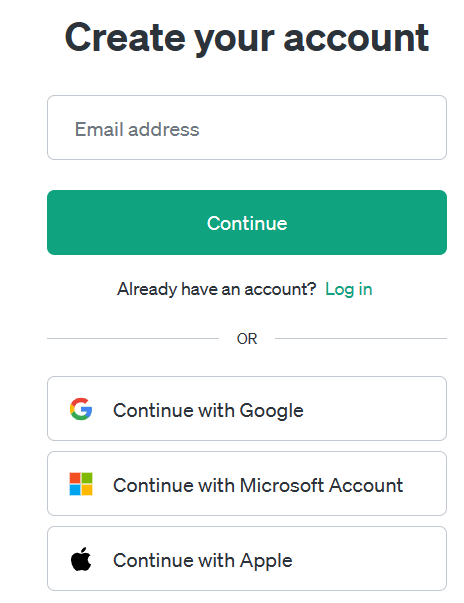 Create your account
Email address
Continue
Already have an account? Log in
OR
Continue with Google
Continue with Microsoft Account
Continue with Apple